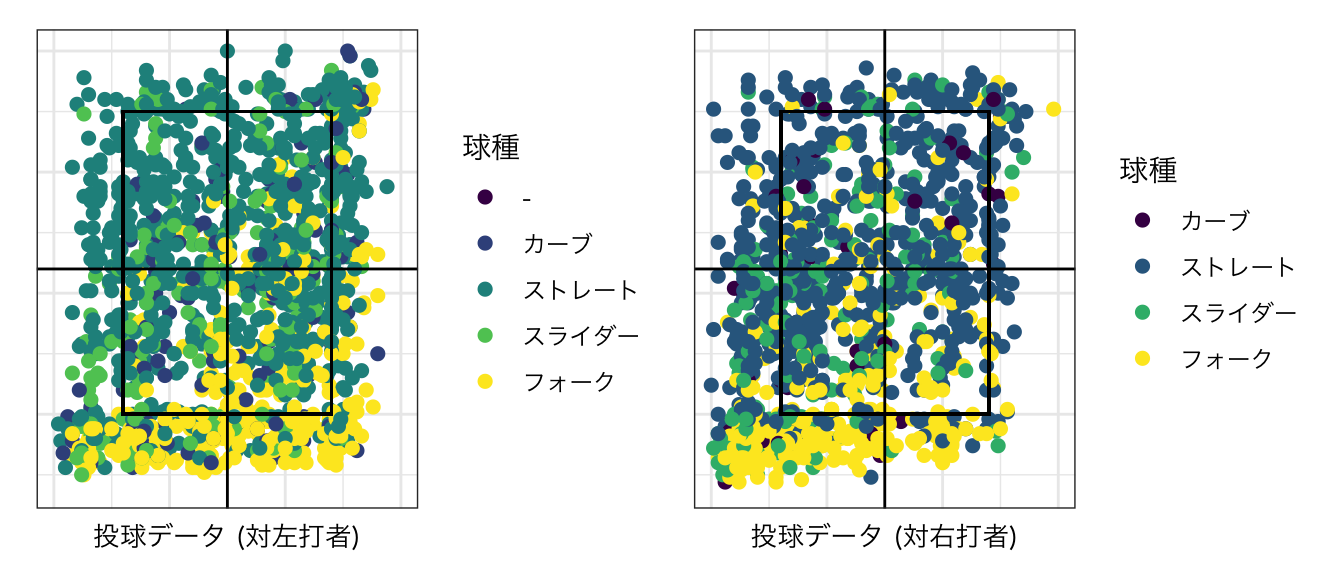 球種
-
カーブ
ストレート
スライダー
フォーク
投球データ (対左打者)
球種
カーブ
ストレート
スライダー
フォーク
投球データ (対右打者)